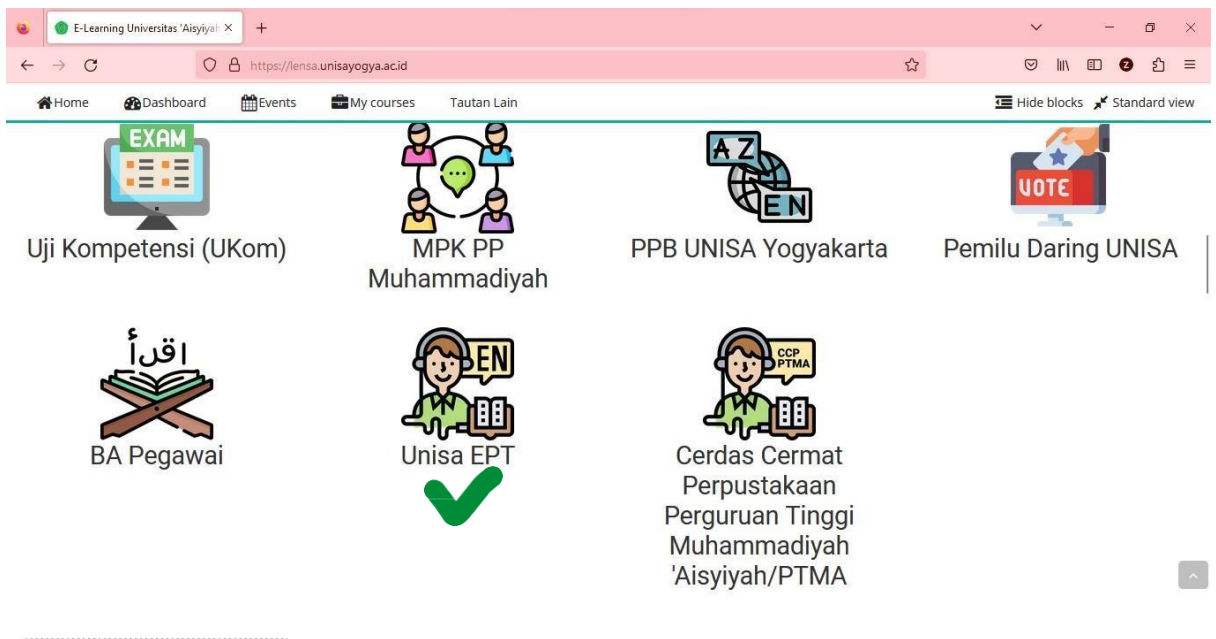 E-Learning Universitas 'Aisyiyah
https://lensa.unisayogya.ac.id
Home Dashboard Events My courses Tautan Lain Hide blocks Standard view
EXAM
Uji Kompetensi (UKom)
MPK PP
Muhammadiyah
A Z
EN
PPB UNISA Yogyakarta
VOTE
Pemilu Daring UNISA
اقرأ
BA Pegawai
EN
Unisa EPT
CCP
PTMA
Cerdas Cermat
Perpustakaan
Perguruan Tinggi
Muhammadiyah
'Aisyiyah/PTMA